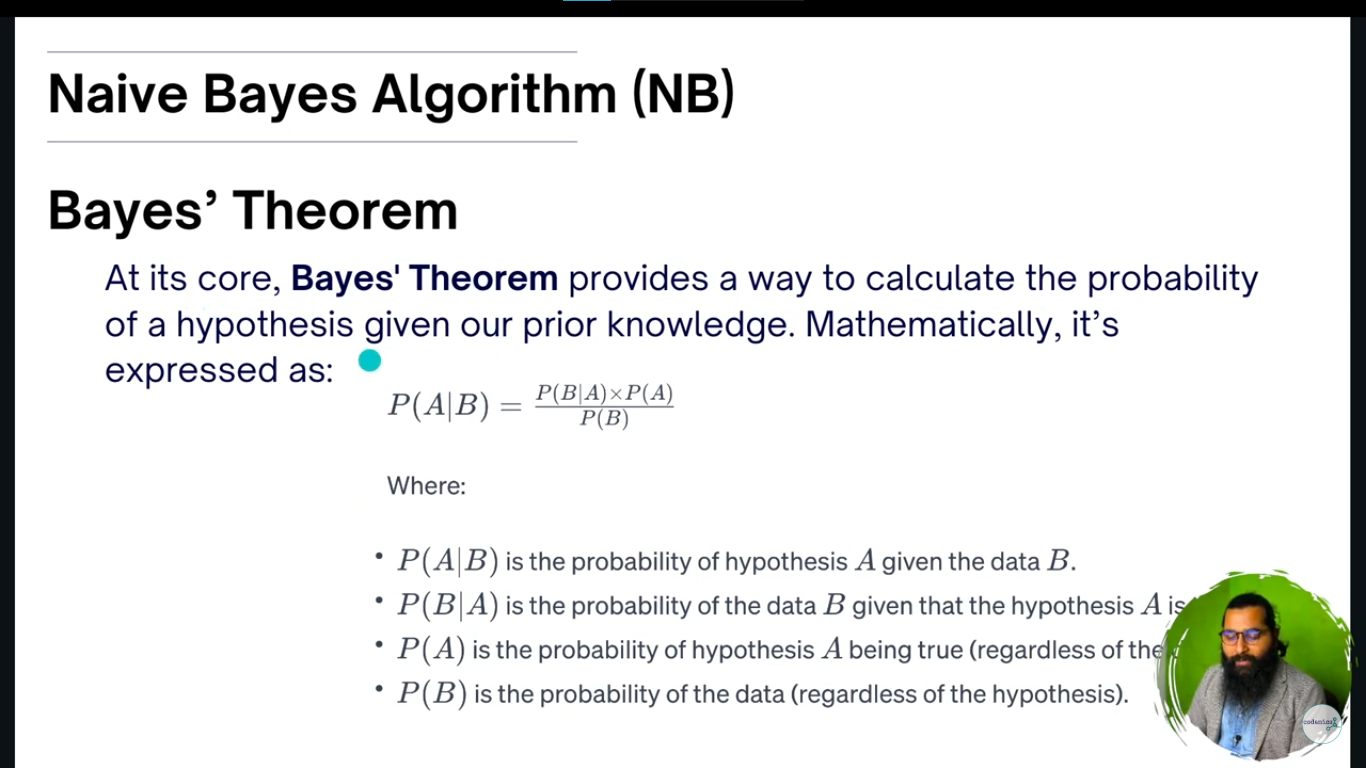 Naive Bayes Algorithm (NB)
Bayes’ Theorem
At its core, Bayes' Theorem provides a way to calculate the probability
of a hypothesis given our prior knowledge. Mathematically, it’s
expressed as:
P(A|B) = P(B|A)×P(A) / P(B)
Where:
• P(A|B) is the probability of hypothesis A given the data B.
• P(B|A) is the probability of the data B given that the hypothesis A is
• P(A) is the probability of hypothesis A being true (regardless of the
• P(B) is the probability of the data (regardless of the hypothesis).
codanics